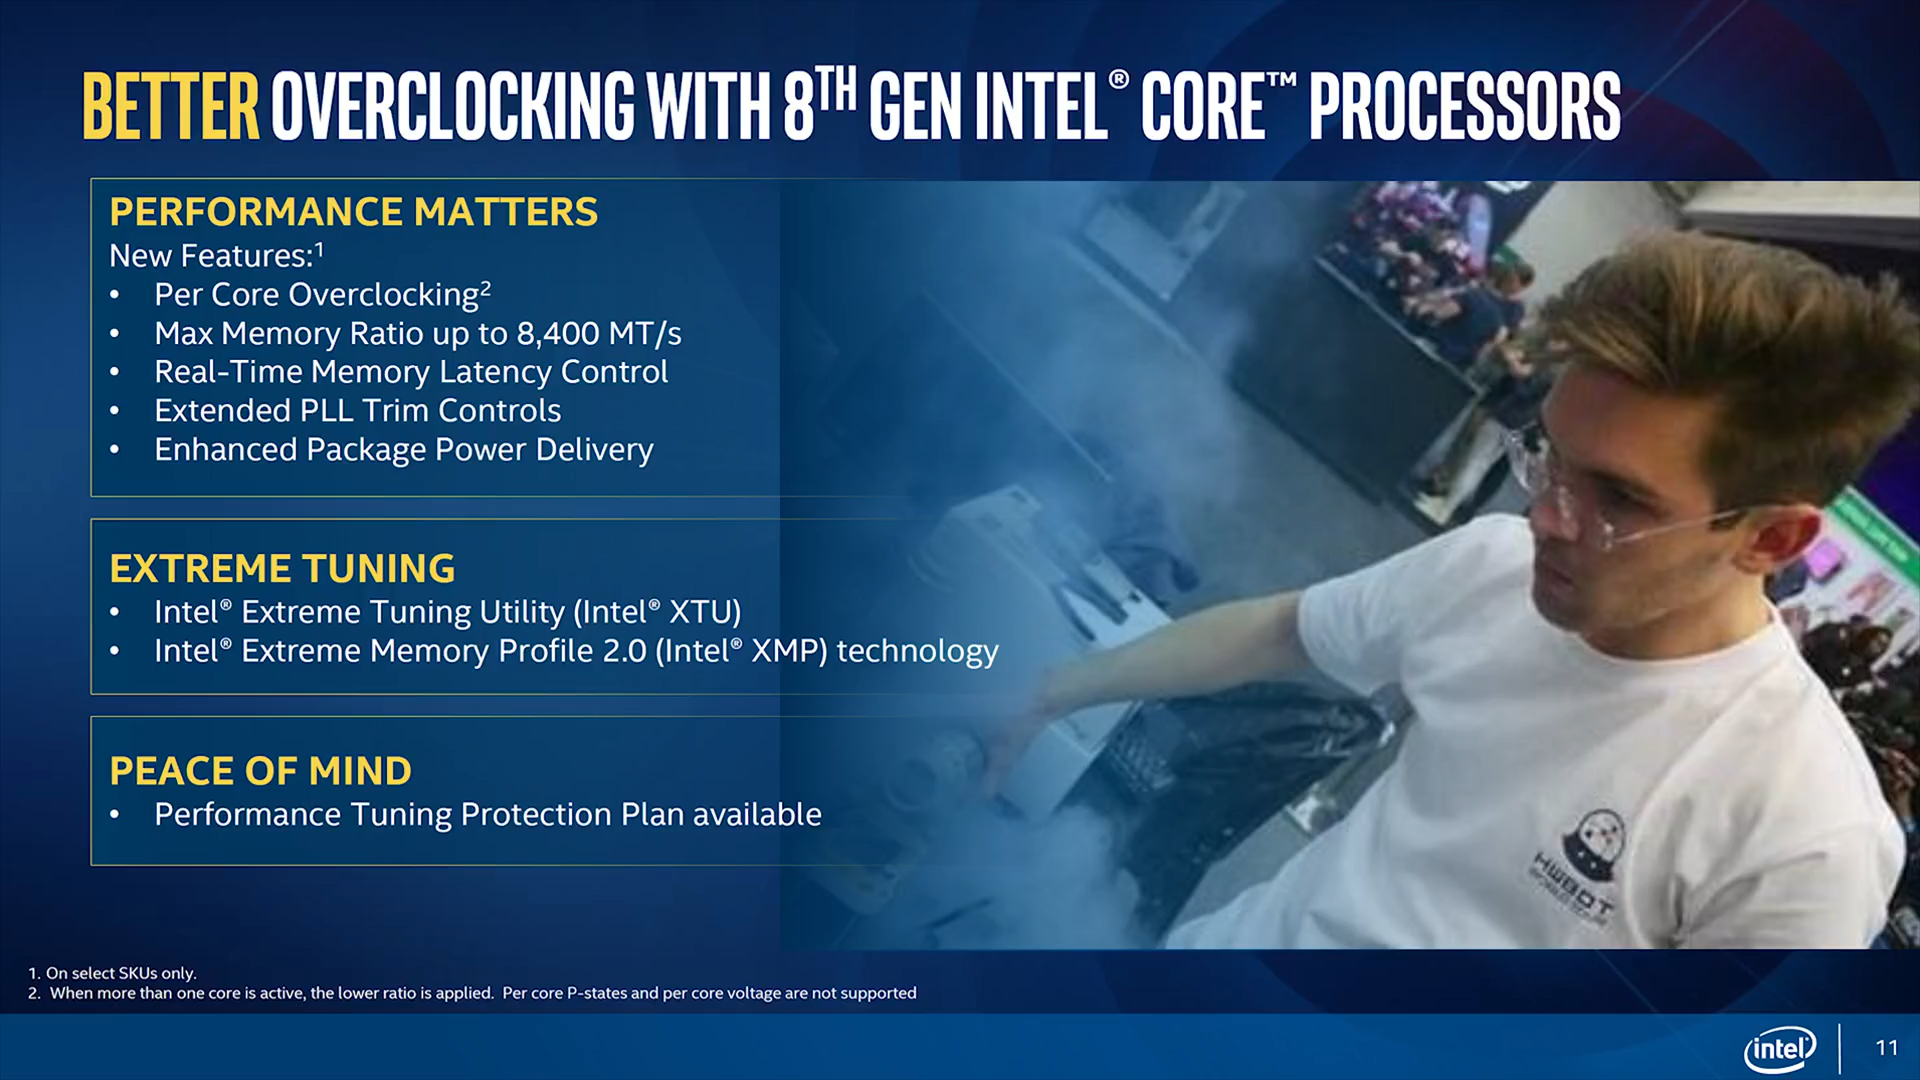 BETTER OVERCLOCKING WITH 8TH GEN INTEL® CORE™ PROCESSORS
PERFORMANCE MATTERS
New Features:¹
• Per Core Overclocking²
• Max Memory Ratio up to 8,400 MT/s
• Real-Time Memory Latency Control
• Extended PLL Trim Controls
• Enhanced Package Power Delivery
EXTREME TUNING
• Intel® Extreme Tuning Utility (Intel® XTU)
• Intel® Extreme Memory Profile 2.0 (Intel® XMP) technology
PEACE OF MIND
• Performance Tuning Protection Plan available
HWBOT
1. On select SKUs only.
2. When more than one core is active, the lower ratio is applied. Per core P-states and per core voltage are not supported
intel
11